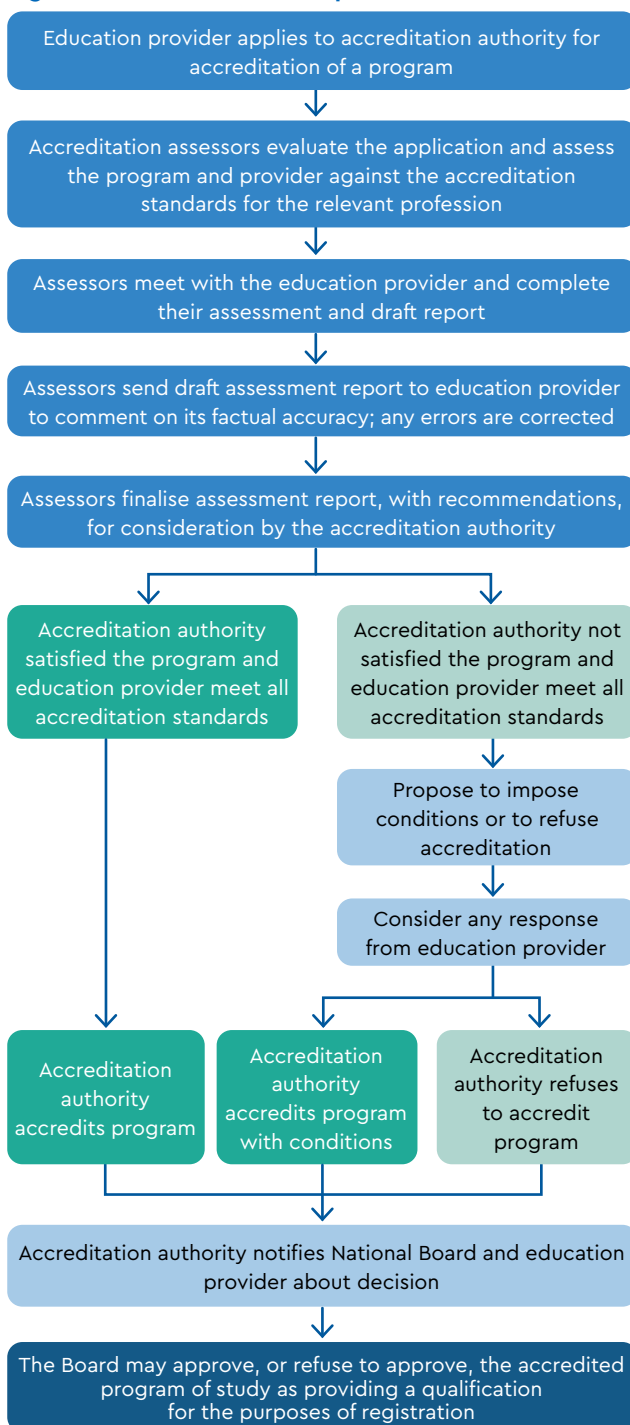 Education provider applies to accreditation authority for
accreditation of a program
Accreditation assessors evaluate the application and assess
the program and provider against the accreditation
standards for the relevant profession
Assessors meet with the education provider and complete
their assessment and draft report
Assessors send draft assessment report to education provider
to comment on its factual accuracy; any errors are corrected
Assessors finalise assessment report, with recommendations,
for consideration by the accreditation authority
Accreditation authority
satisfied the program and
education provider meet all
accreditation standards
Accreditation authority not
satisfied the program and
education provider meet all
accreditation standards
Propose to impose
conditions or to refuse
accreditation
Consider any response
from education provider
Accreditation
authority
accredits program
Accreditation
authority
accredits program
with conditions
Accreditation
authority refuses
to accredit
program
Accreditation authority notifies National Board and education
provider about decision
The Board may approve, or refuse to approve, the accredited
program of study as providing a qualification
for the purposes of registration